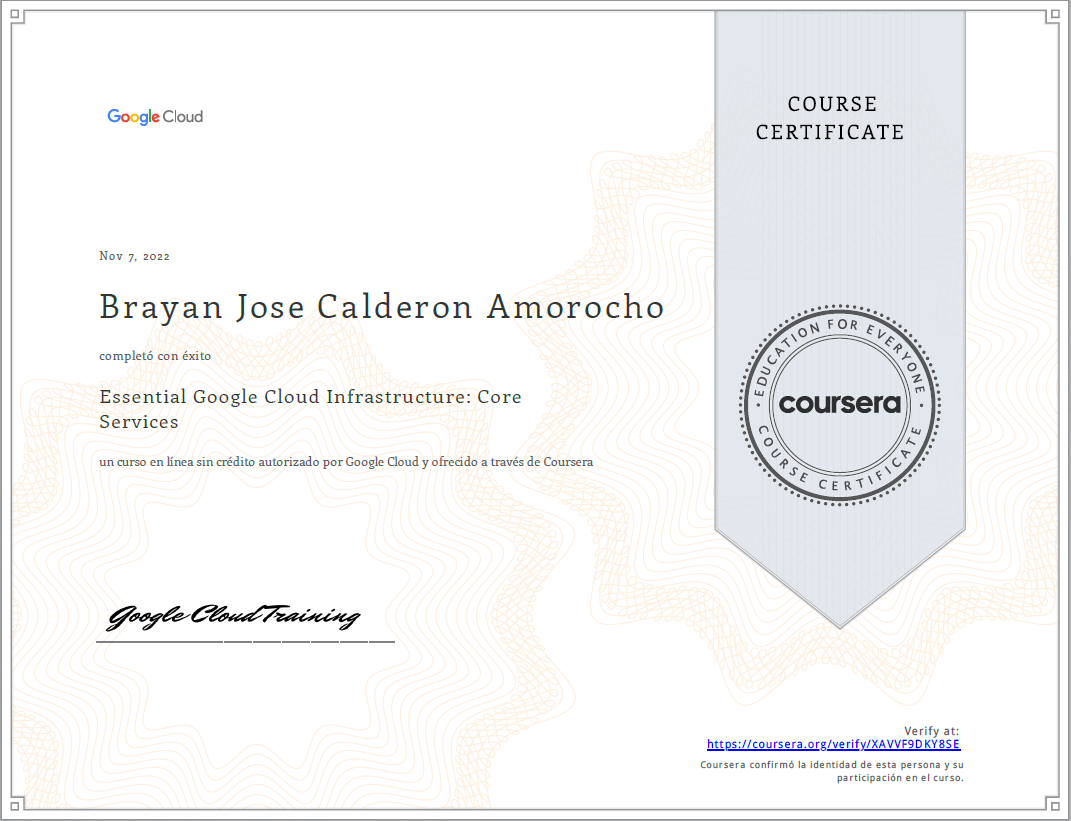 Google Cloud
COURSE
CERTIFICATE
Nov 7, 2022
Brayan Jose Calderon Amorocho
completó con éxito
Essential Google Cloud Infrastructure: Core
Services
un curso en línea sin crédito autorizado por Google Cloud y ofrecido a través de Coursera
EDUCATION FOR EVERYONE
coursera
COURSE CERTIFICATE
Google Cloud Training
Verify at:
https://coursera.org/verify/XAVVF9DKY8SE
Coursera confirmó la identidad de esta persona y su
participación en el curso.